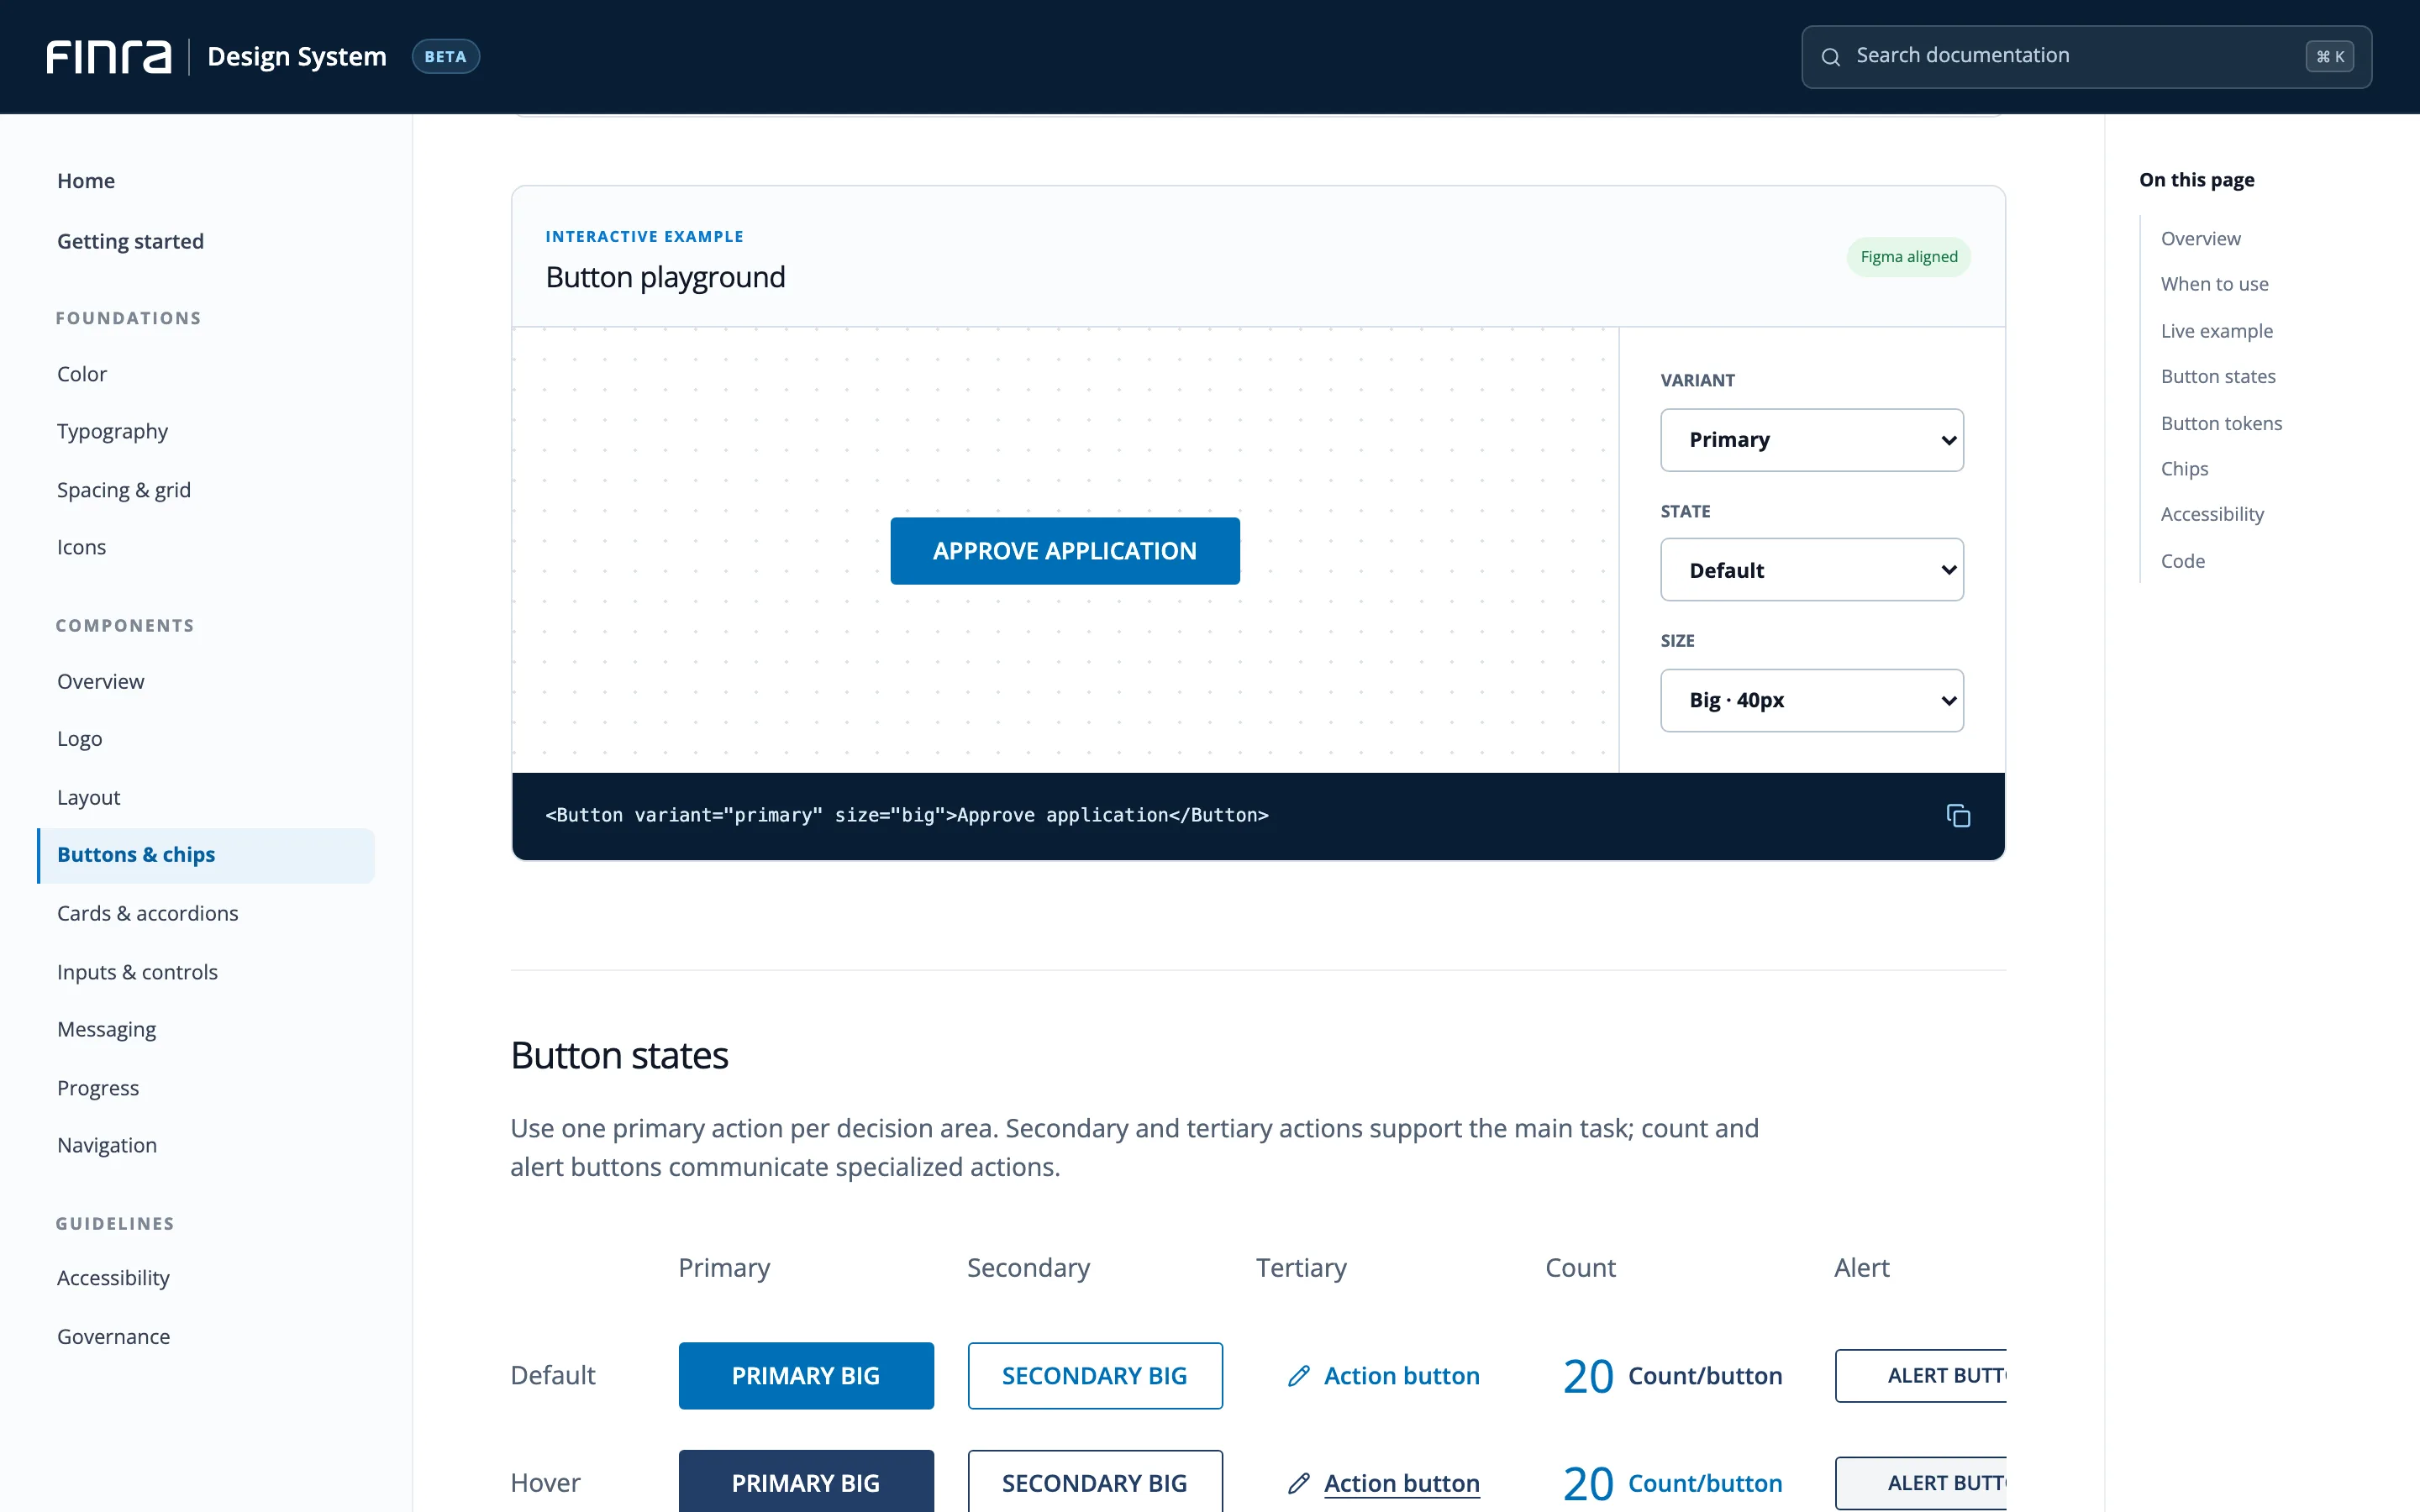 FINRA
Design System
BETA
Search documentation
⌘ K
Home
Getting started
FOUNDATIONS
Color
Typography
Spacing & grid
Icons
COMPONENTS
Overview
Logo
Layout
Buttons & chips
Cards & accordions
Inputs & controls
Messaging
Progress
Navigation
GUIDELINES
Accessibility
Governance
INTERACTIVE EXAMPLE
Button playground
Figma aligned
APPROVE APPLICATION
VARIANT
Primary
STATE
Default
SIZE
Big · 40px
<Button variant="primary" size="big">Approve application</Button>
Button states
Use one primary action per decision area. Secondary and tertiary actions support the main task; count and
alert buttons communicate specialized actions.
Primary Secondary Tertiary Count Alert
Default PRIMARY BIG SECONDARY BIG Action button 20 Count/button ALERT BUTT
Hover PRIMARY BIG SECONDARY BIG Action button 20 Count/button ALERT BUTT
On this page
Overview
When to use
Live example
Button states
Button tokens
Chips
Accessibility
Code